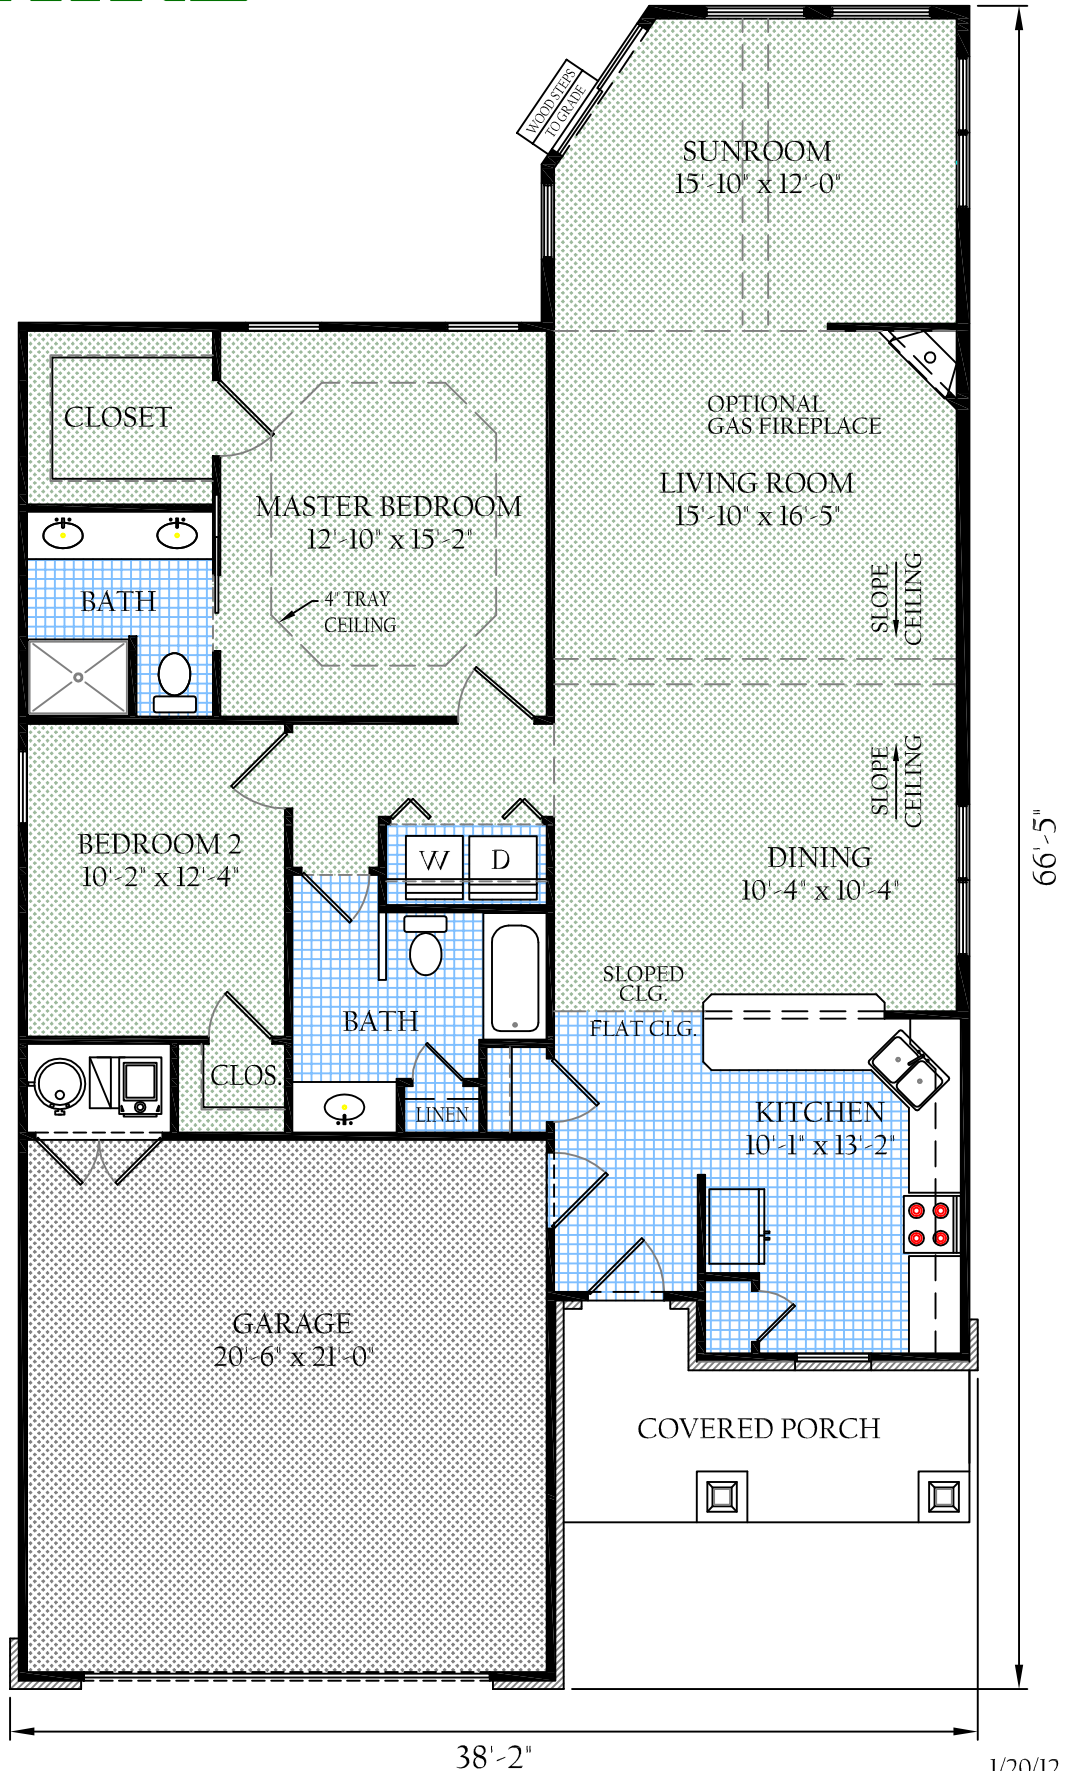 WOOD STEPS
TO GRADE
SUNROOM
15'-10" x 12'-0"
CLOSET
OPTIONAL
GAS FIREPLACE
MASTER BEDROOM
12'-10" x 15'-2"
LIVING ROOM
15'-10" x 16'-5"
BATH
4" TRAY
CEILING
SLOPE
CEILING
SLOPE
CEILING
BEDROOM 2
10'-2" x 12'-4"
W D
DINING
10'-4" x 10'-4"
66'-5"
SLOPED
CLG.
FLAT CLG.
BATH
CLOS.
LINEN
KITCHEN
10'-1" x 13'-2"
GARAGE
20'-6" x 21'-0"
COVERED PORCH
38'-2"
1/20/12